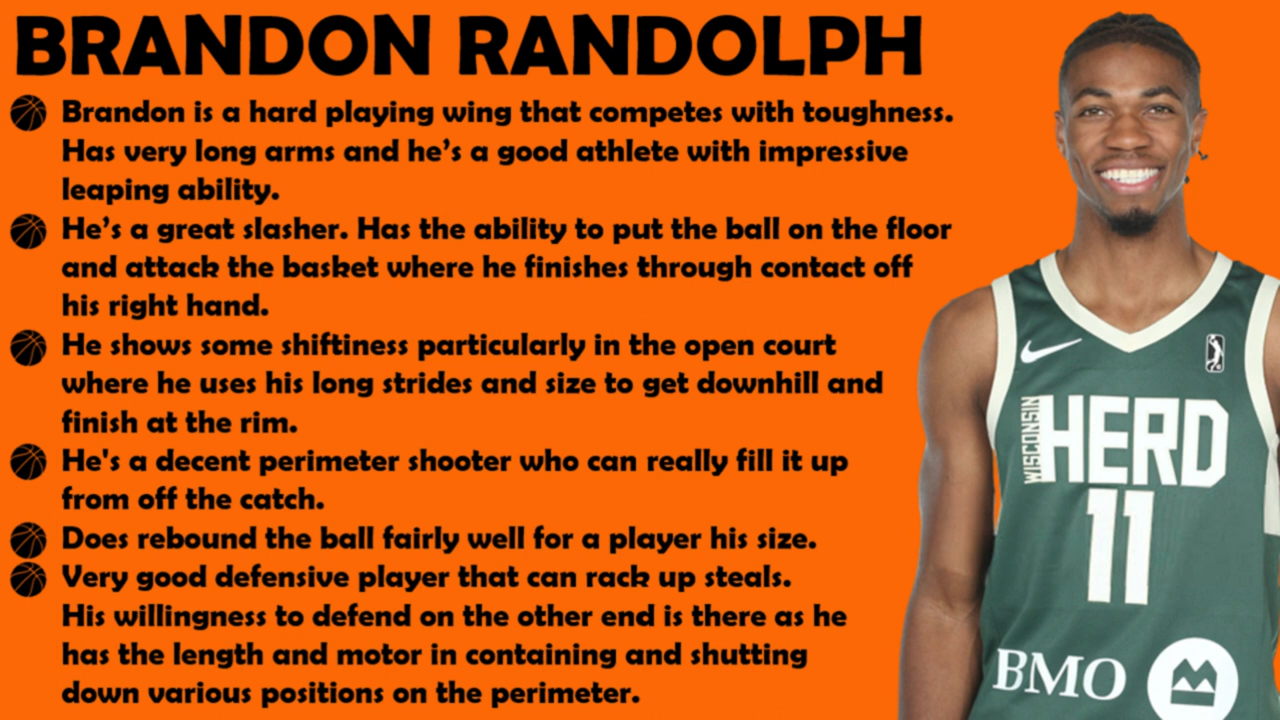 BRANDON RANDOLPH
Brandon is a hard playing wing that competes with toughness.
Has very long arms and he’s a good athlete with impressive
leaping ability.
He’s a great slasher. Has the ability to put the ball on the floor
and attack the basket where he finishes through contact off
his right hand.
He shows some shiftiness particularly in the open court
where he uses his long strides and size to get downhill and
finish at the rim.
He's a decent perimeter shooter who can really fill it up
from off the catch.
Does rebound the ball fairly well for a player his size.
Very good defensive player that can rack up steals.
His willingness to defend on the other end is there as he
has the length and motor in containing and shutting
down various positions on the perimeter.
WISCONSIN
HERD
11
BMO